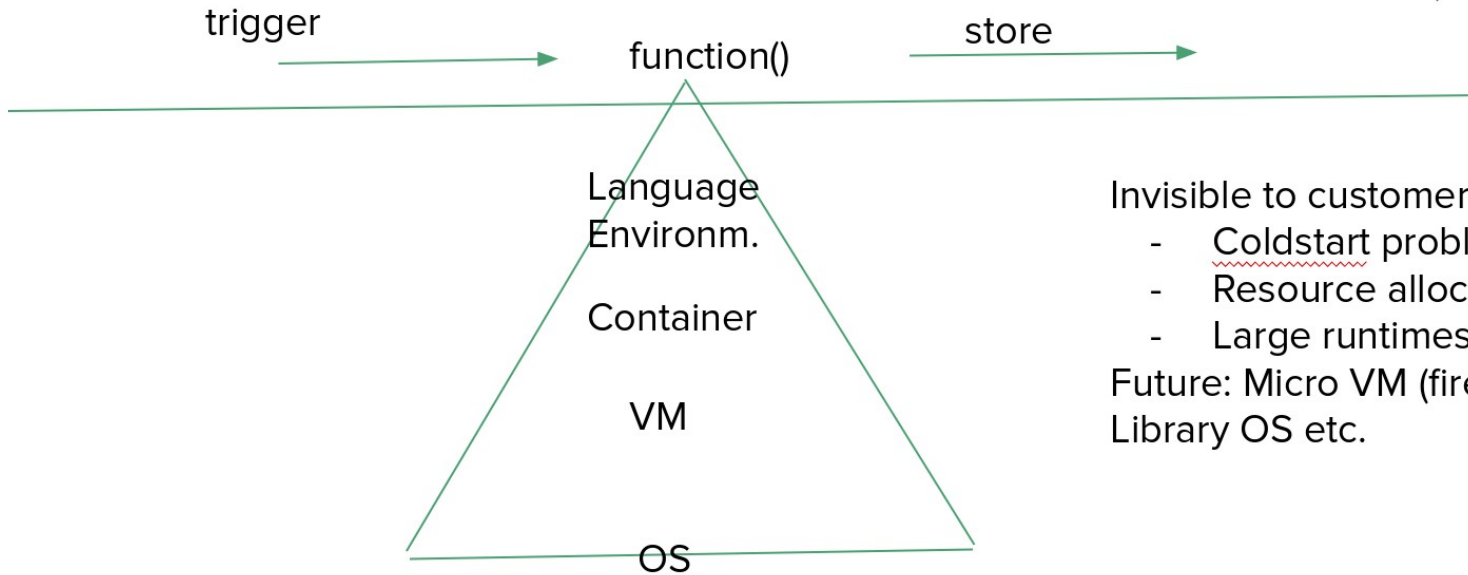 trigger
function()
store
Language
Environm.
Container
VM
OS
Invisible to customer
- Coldstart
- Resource
- Large runtimes
Future: Micro VM
Library OS etc.